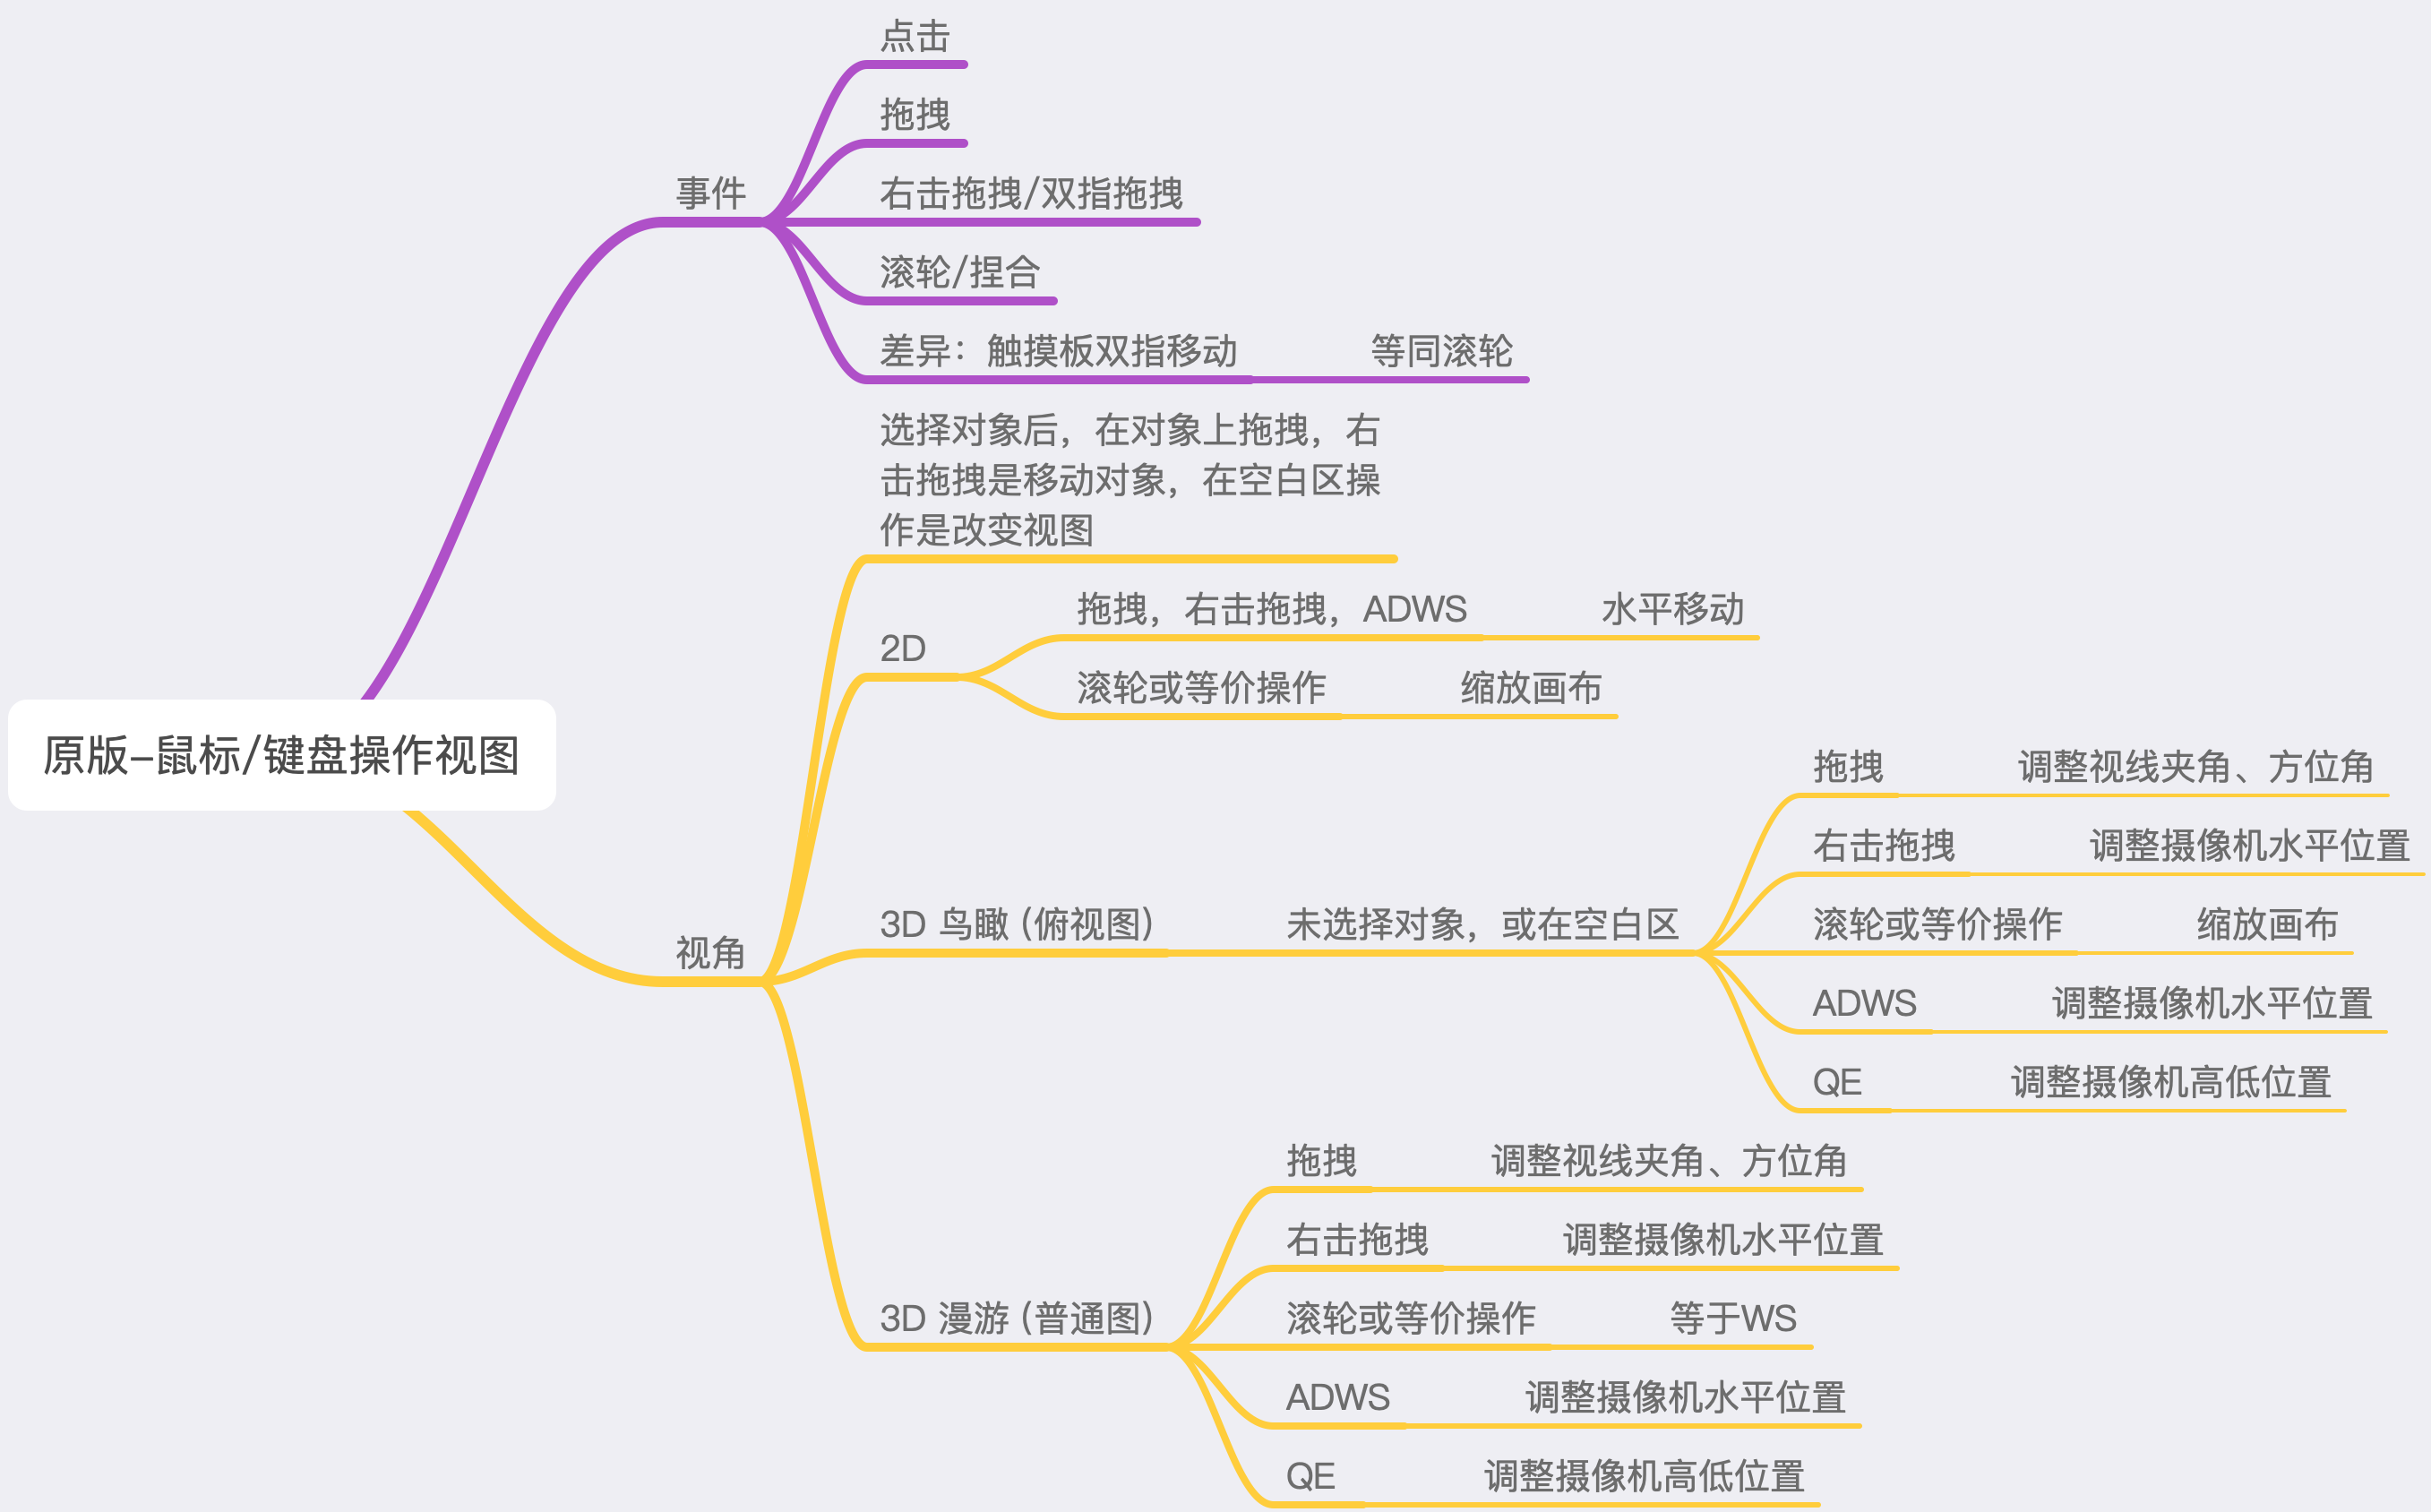 点击
拖拽
事件
右击拖拽/双指拖拽
滚轮/捏合
差异：触摸板双指移动
等同滚轮
选择对象后，在对象上拖拽，右
击拖拽是移动对象，在空白区操
作是改变视图
2D
拖拽，右击拖拽，ADWS
水平移动
滚轮或等价操作
缩放画布
原版–鼠标/键盘操作视图
视角
3D 鸟瞰（俯视图）
未选择对象，或在空白区
拖拽
调整视线夹角、方位角
右击拖拽
调整摄像机水平位置
滚轮或等价操作
缩放画布
ADWS
调整摄像机水平位置
QE
调整摄像机高低位置
3D 漫游（普通图）
拖拽
调整视线夹角、方位角
右击拖拽
调整摄像机水平位置
滚轮或等价操作
等于WS
ADWS
调整摄像机水平位置
QE
调整摄像机高低位置